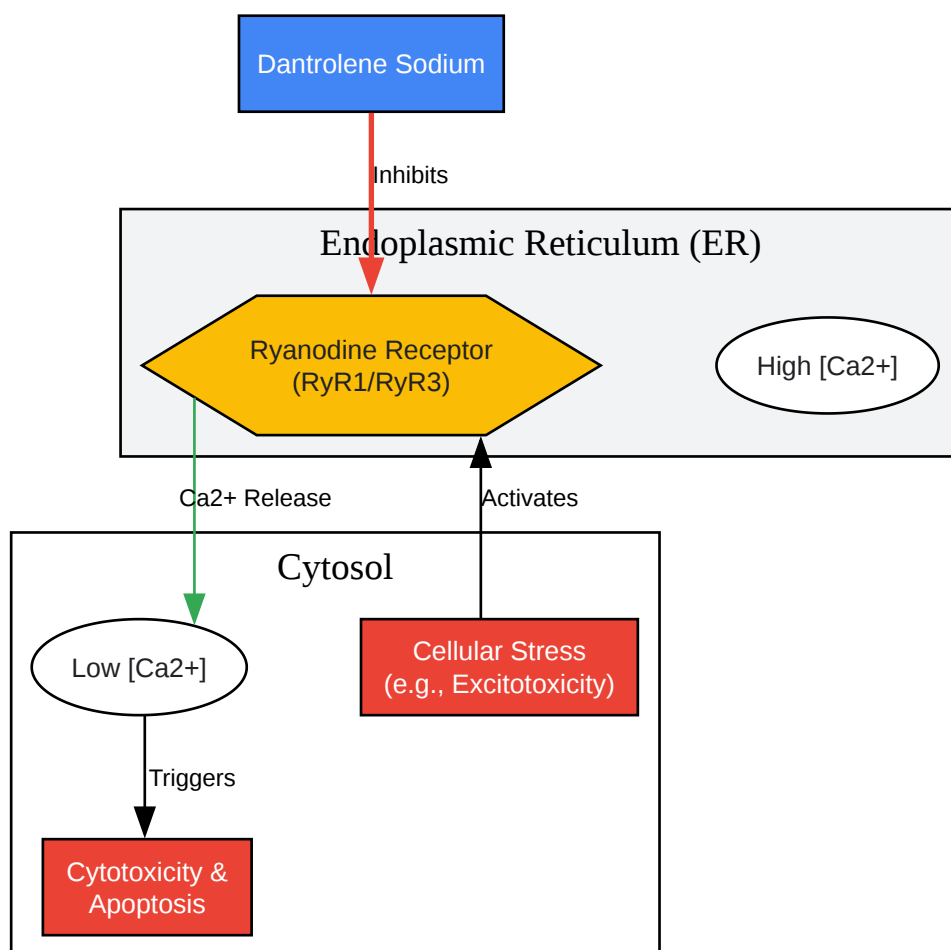 Dantrolene Sodium
Inhibits
Endoplasmic Reticulum (ER)
Ryanodine Receptor
(RyR1/RyR3)
High [Ca2+]
Ca2+ Release
Activates
Cytosol
Low [Ca2+]
Cellular Stress
(e.g., Excitotoxicity)
Triggers
Cytotoxicity &
Apoptosis